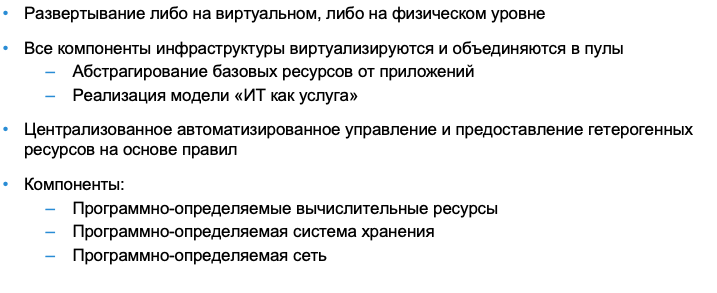 • Развертывание либо на виртуальном, либо на физическом уровне
• Все компоненты инфраструктуры виртуализируются и объединяются в пулы
– Абстрагирование базовых ресурсов от приложений
– Реализация модели «ИТ как услуга»
• Централизованное автоматизированное управление и предоставление гетерогенных
ресурсов на основе правил
• Компоненты:
– Программно-определяемые вычислительные ресурсы
– Программно-определяемая система хранения
– Программно-определяемая сеть